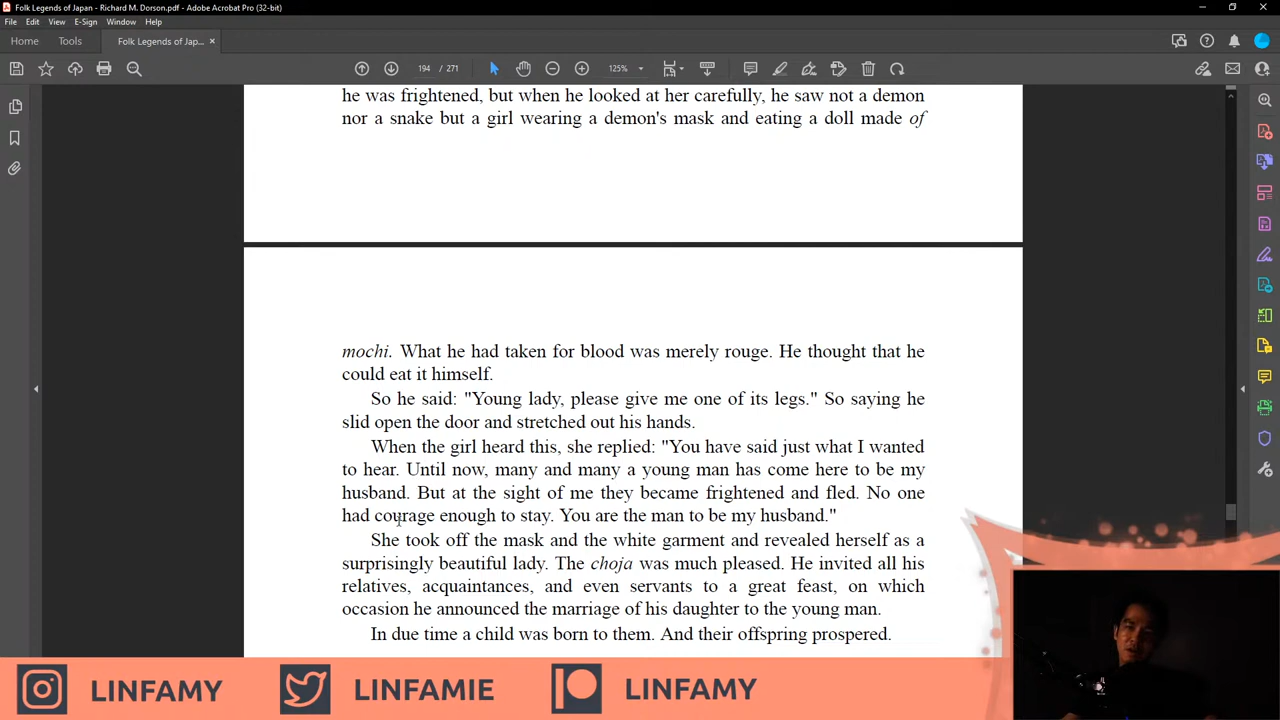 Folk Legends of Japan - Richard M. Dorson.pdf - Adobe Acrobat Pro (32-bit)
File Edit View E-Sign Window Help
Home Tools Folk Legends of Jap... ×
194 / 271 125%
he was frightened, but when he looked at her carefully, he saw not a demon
nor a snake but a girl wearing a demon's mask and eating a doll made of
mochi. What he had taken for blood was merely rouge. He thought that he
could eat it himself.
So he said: "Young lady, please give me one of its legs." So saying he
slid open the door and stretched out his hands.
When the girl heard this, she replied: "You have said just what I wanted
to hear. Until now, many and many a young man has come here to be my
husband. But at the sight of me they became frightened and fled. No one
had courage enough to stay. You are the man to be my husband."
She took off the mask and the white garment and revealed herself as a
surprisingly beautiful lady. The choja was much pleased. He invited all his
relatives, acquaintances, and even servants to a great feast, on which
occasion he announced the marriage of his daughter to the young man.
In due time a child was born to them. And their offspring prospered.
LINFAMY LINFAMIE LINFAMY